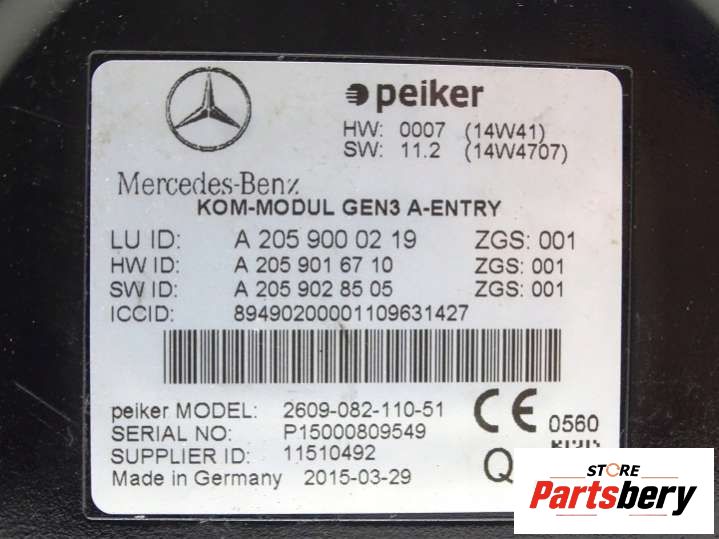 peiker
HW: 0007 (14W41)
SW: 11.2 (14W4707)
Mercedes-Benz
KOM-MODUL GEN3 A-ENTRY
LU ID: A 205 900 02 19 ZGS: 001
HW ID: A 205 901 67 10 ZGS: 001
SW ID: A 205 902 85 05 ZGS: 001
ICCID: 89490200001109631427
peiker MODEL: 2609-082-110-51
CE 0560
SERIAL NO: P15000809549
SUPPLIER ID: 11510492
Q
Made in Germany 2015-03-29
STORE
Partsbery